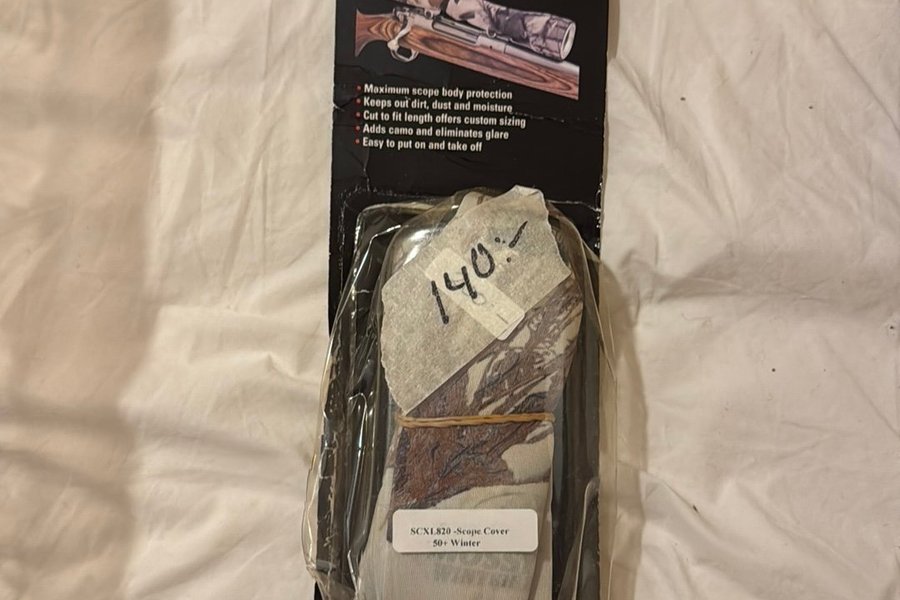 Maximum scope body protection
Keeps out dirt, dust and moisture
Cut to fit length offers custom sizing
Adds camo and eliminates glare
Easy to put on and take off
140:-
SCXL820 -Scope Cover
50+ Winter
WINTER